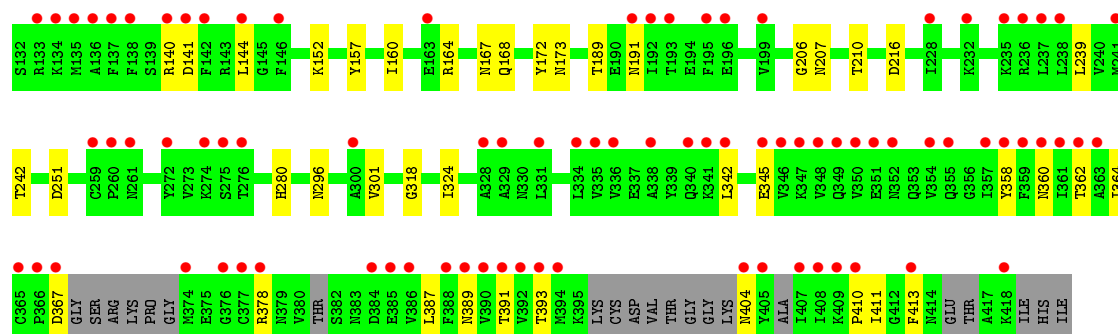 S132 R133 K134 M135 A136 F137 F138 S139 R140 D141 F142 R143 L144 G145 F146 K152 Y157 I160 E163 R164 N167 Q168 Y172 N173 T189 E190 N191 I192 T193 E194 F195 E196 V199 G206 N207 T210 D216 I228 K232 K235 R236 L237 L238 L239 V240 M241
T242 D251 C259 P260 N261 Y272 V273 K274 S275 T276 H280 N296 A300 V301 G318 I324 A328 A329 N330 L331 L334 V335 V336 E337 A338 Y339 Q340 K341 L342 E345 V346 K347 V348 Q349 V350 E351 N352 Q353 V354 Q355 G356 I357 Y358 F359 N360 I361 T362 A363 I364
C365 P366 D367 GLY SER ARG LYS PRO GLY M374 E375 G376 C377 R378 N379 V380 THR S382 N383 D384 E385 V386 L387 F388 N389 V390 T391 V392 T393 M394 K395 LYS CYS ASP VAL THR GLY GLY LYS N404 Y405 ALA I407 I408 K409 P410 I411 G412 F413 N414 GLU THR A417 K418 ILE HIS ILE